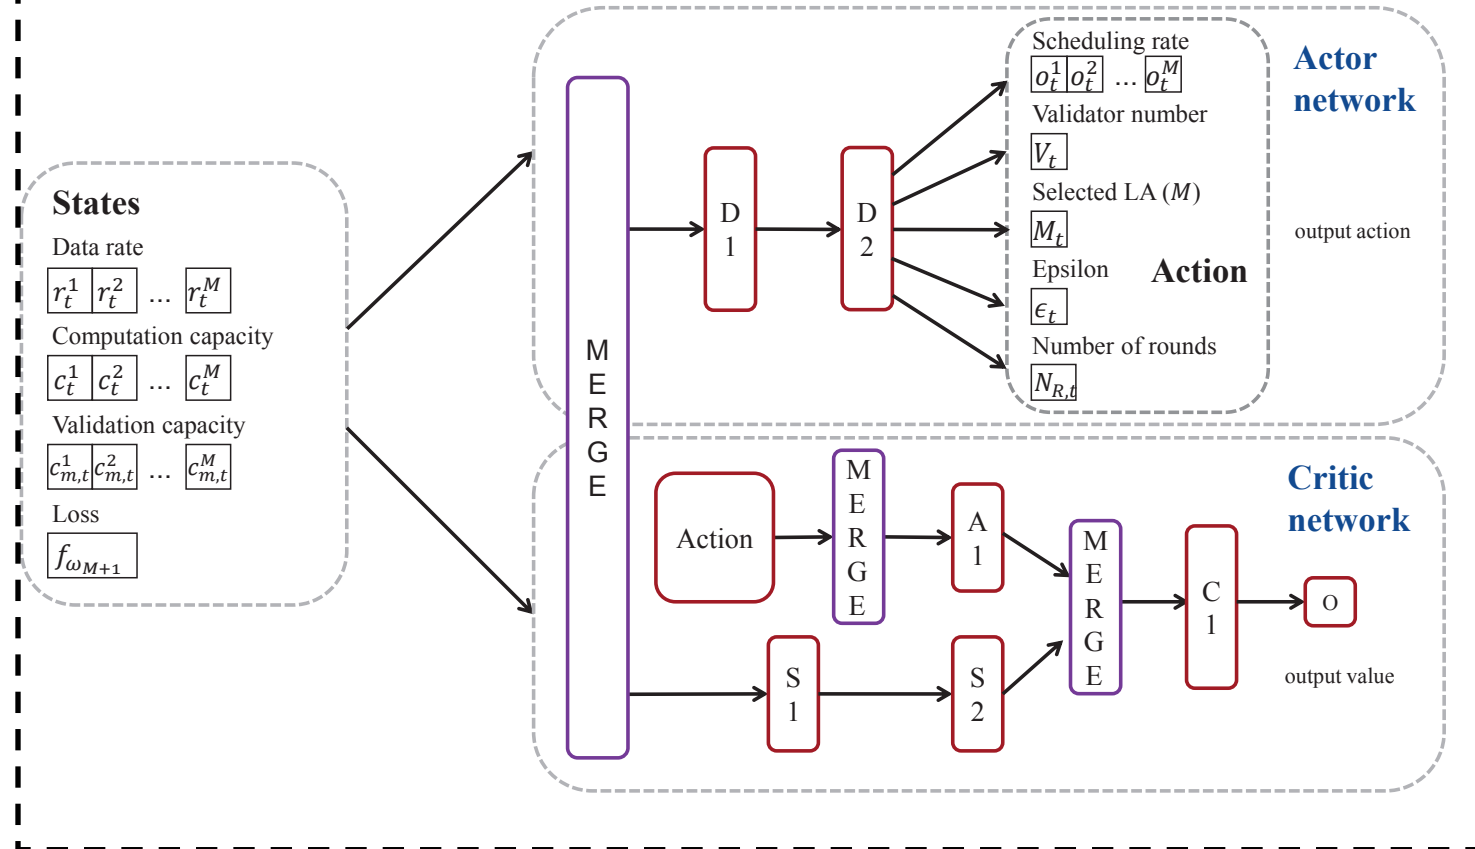 States
Data rate
r_t^1 r_t^2 … r_t^M
Computation capacity
c_t^1 c_t^2 … c_t^M
Validation capacity
c_{m,t}^1 c_{m,t}^2 … c_{m,t}^M
Loss
f_{ω_{M+1}}
MERGE
Actor
network
D
1
D
2
Scheduling rate
o_t^1 o_t^2 … o_t^M
Validator number
V_t
Selected LA (M)
M_t
Epsilon
ϵ_t
Number of rounds
N_{R,t}
Action
output action
Critic
network
Action
MERGE
A
1
S
1
S
2
MERGE
C
1
O
output value